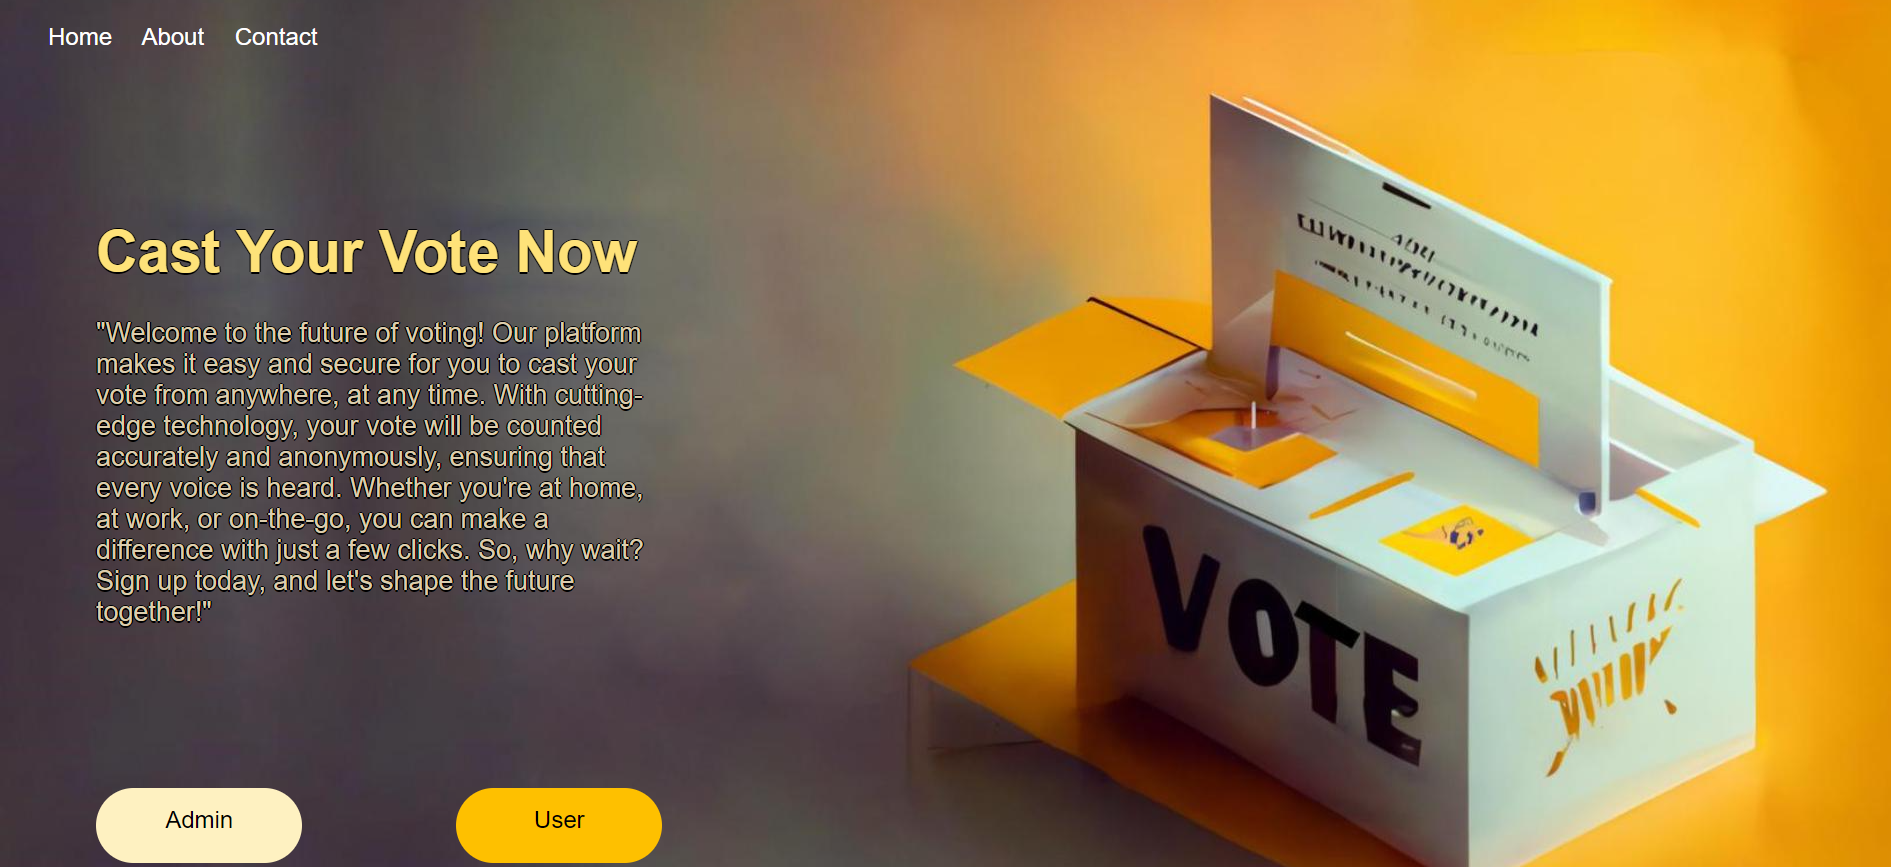 Home About Contact
Cast Your Vote Now
"Welcome to the future of voting! Our platform
makes it easy and secure for you to cast your
vote from anywhere, at any time. With cutting-
edge technology, your vote will be counted
accurately and anonymously, ensuring that
every voice is heard. Whether you're at home,
at work, or on-the-go, you can make a
difference with just a few clicks. So, why wait?
Sign up today, and let's shape the future
together!"
VOTE
Admin User